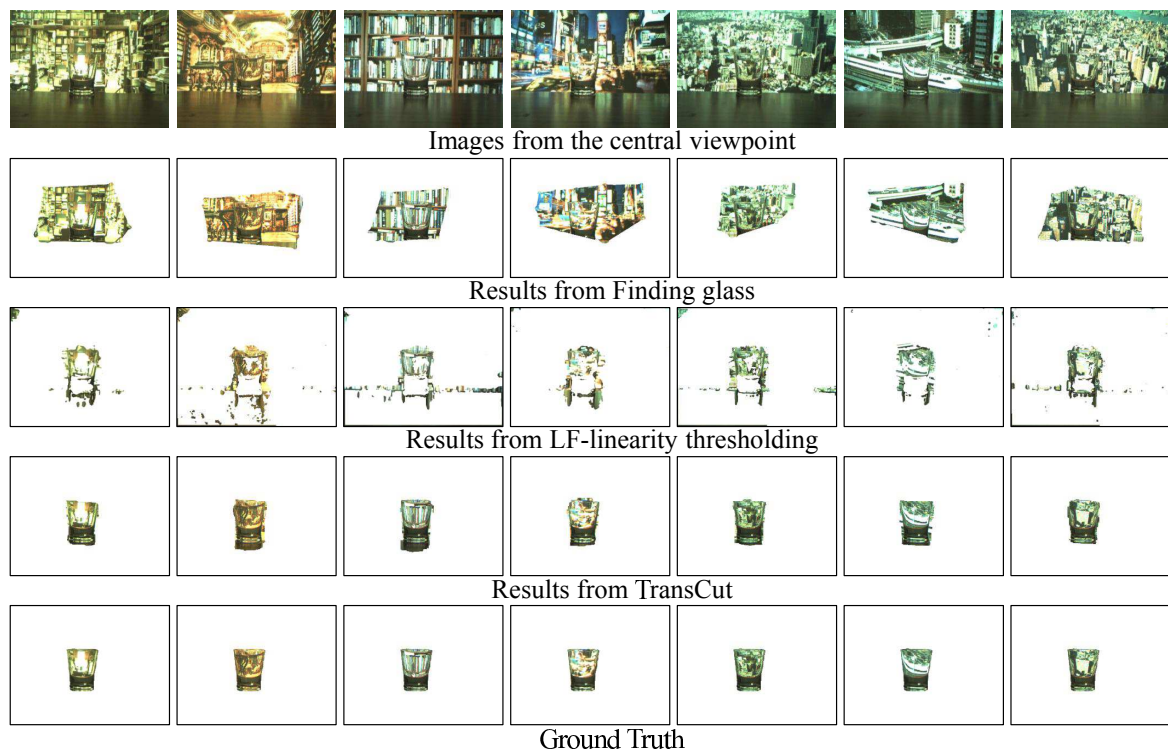 Images from the central viewpoint
Results from Finding glass
Results from LF-linearity thresholding
Results from TransCut
Ground Truth